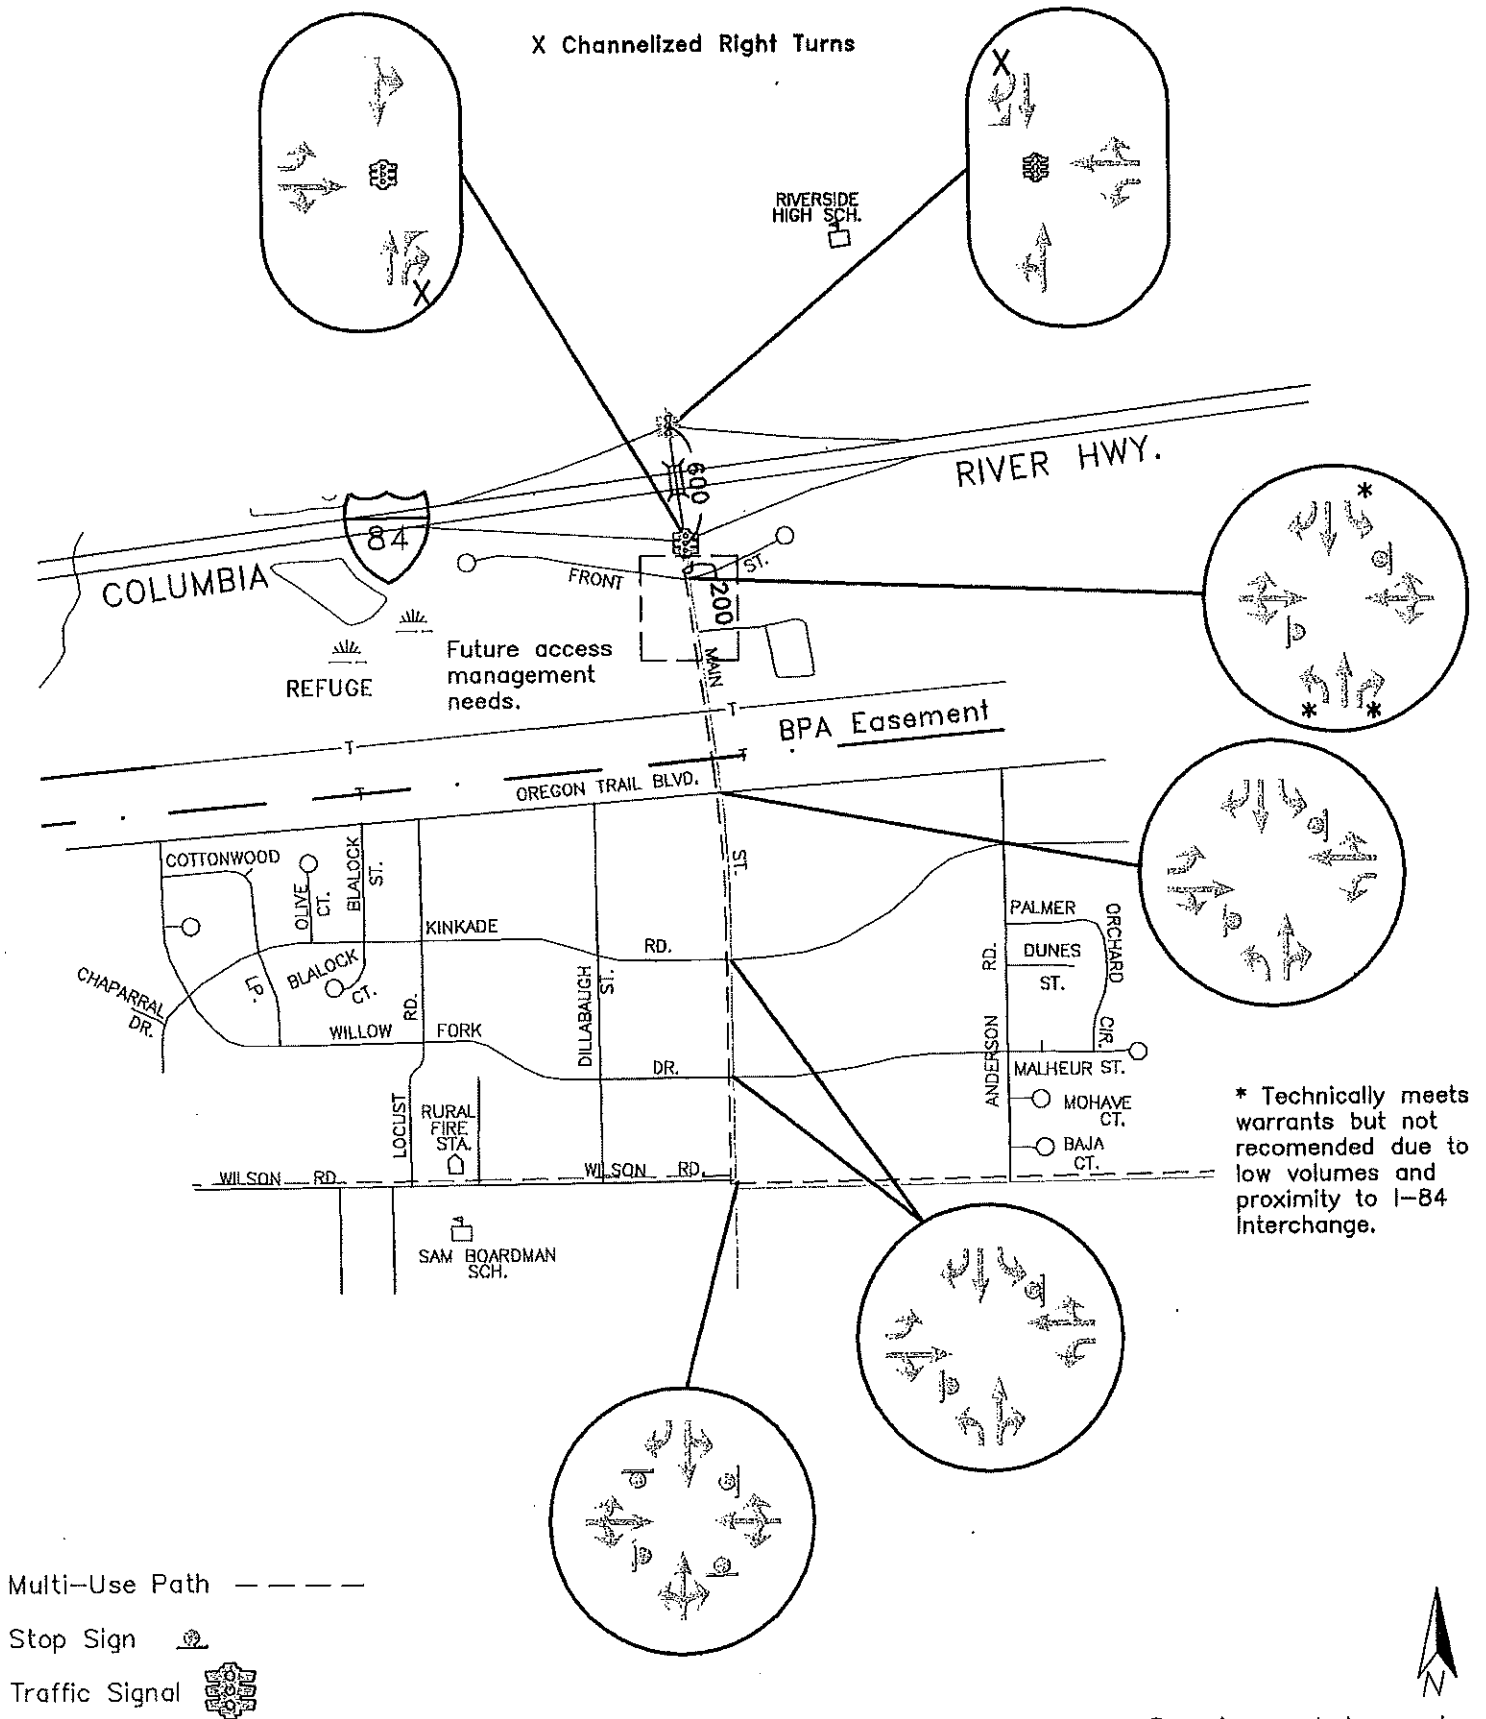 X Channelized Right Turns
X
X
RIVERSIDE
HIGH SCH.
600
RIVER HWY.
84
COLUMBIA
FRONT
ST.
200
*
*
*
REFUGE
Future access
management
needs.
MAIN
T
T
T
T
BPA Easement
OREGON TRAIL BLVD.
COTTONWOOD
OLIVE
CT.
BLALOCK
ST.
ST.
KINKADE
RD.
PALMER
ORCHARD
CIR.
DUNES
ST.
RD.
CHAPARRAL
DR.
LP.
BLALOCK
CT.
RD.
DILLABAUGH
ST.
WILLOW
FORK
DR.
ANDERSON
MALHEUR ST.
MOHAVE
CT.
BAJA
CT.
LOCUST
RURAL
FIRE
STA.
WILSON RD.
WILSON RD.
SAM BOARDMAN
SCH.
* Technically meets
warrants but not
recomended due to
low volumes and
proximity to I-84
Interchange.
Multi-Use Path
Stop Sign
Traffic Signal
N